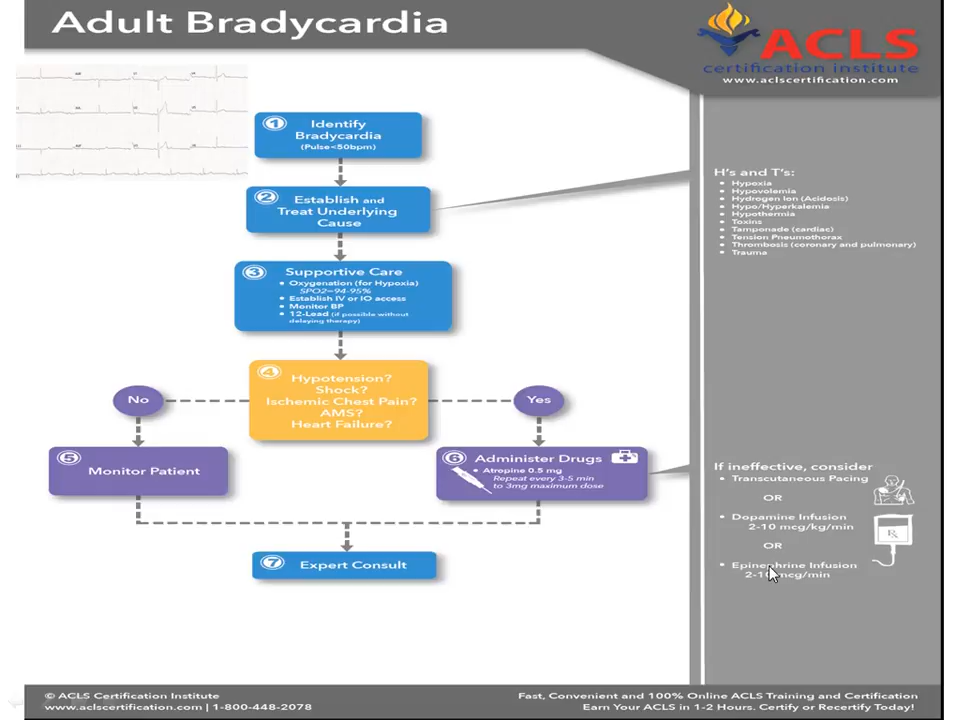 Adult Bradycardia
ACLS
certification institute
www.aclscertification.com
1
Identify
Bradycardia
(Pulse<50bpm)
2
Establish and
Treat Underlying
Cause
H's and T's:
• Hypoxia
• Hypovolemia
• Hydrogen Ion (Acidosis)
• Hypo/Hyperkalemia
• Hypothermia
• Toxins
• Tamponade (cardiac)
• Tension Pneumothorax
• Thrombosis (coronary and pulmonary)
• Trauma
3
Supportive Care
• Oxygenation (for Hypoxia)
SPO2=94-95%
• Establish IV or IO access
• Monitor BP
• 12-Lead (if possible without
delaying therapy)
4
Hypotension?
Shock?
Ischemic Chest Pain?
AMS?
Heart Failure?
No
Yes
5
Monitor Patient
6
Administer Drugs
• Atropine 0.5 mg
Repeat every 3-5 min
to 3mg maximum dose
If ineffective, consider
• Transcutaneous Pacing
OR
• Dopamine Infusion
2-10 mcg/kg/min
OR
• Epinephrine Infusion
2-10 mcg/min
Rx
7
Expert Consult
© ACLS Certification Institute
www.aclscertification.com | 1-800-448-2078
Fast, Convenient and 100% Online ACLS Training and Certification
Earn Your ACLS in 1-2 Hours. Certify or Recertify Today!